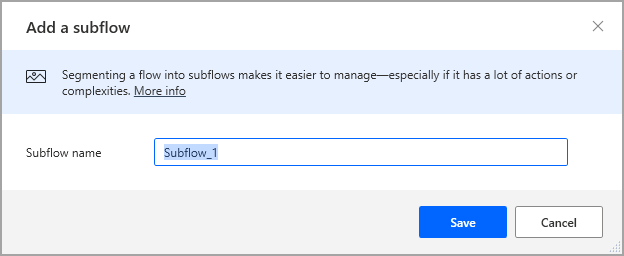 Add a subflow
Segmenting a flow into subflows makes it easier to manage—especially if it has a lot of actions or
complexities. More info
Subflow name
Subflow_1
Save
Cancel